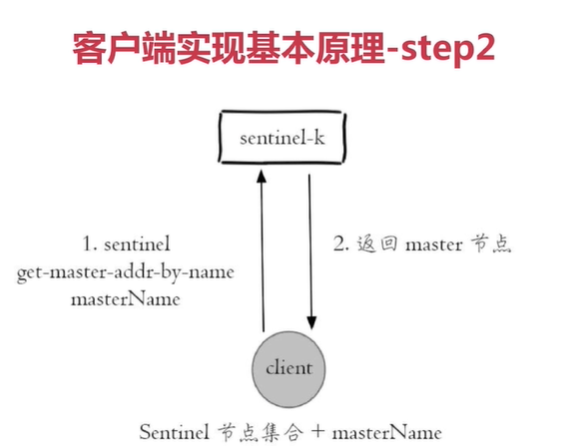 客户端实现基本原理-step2
sentinel-k
1. sentinel
get-master-addr-by-name
masterName
2. 返回 master 节点
client
Sentinel 节点集合 + masterName